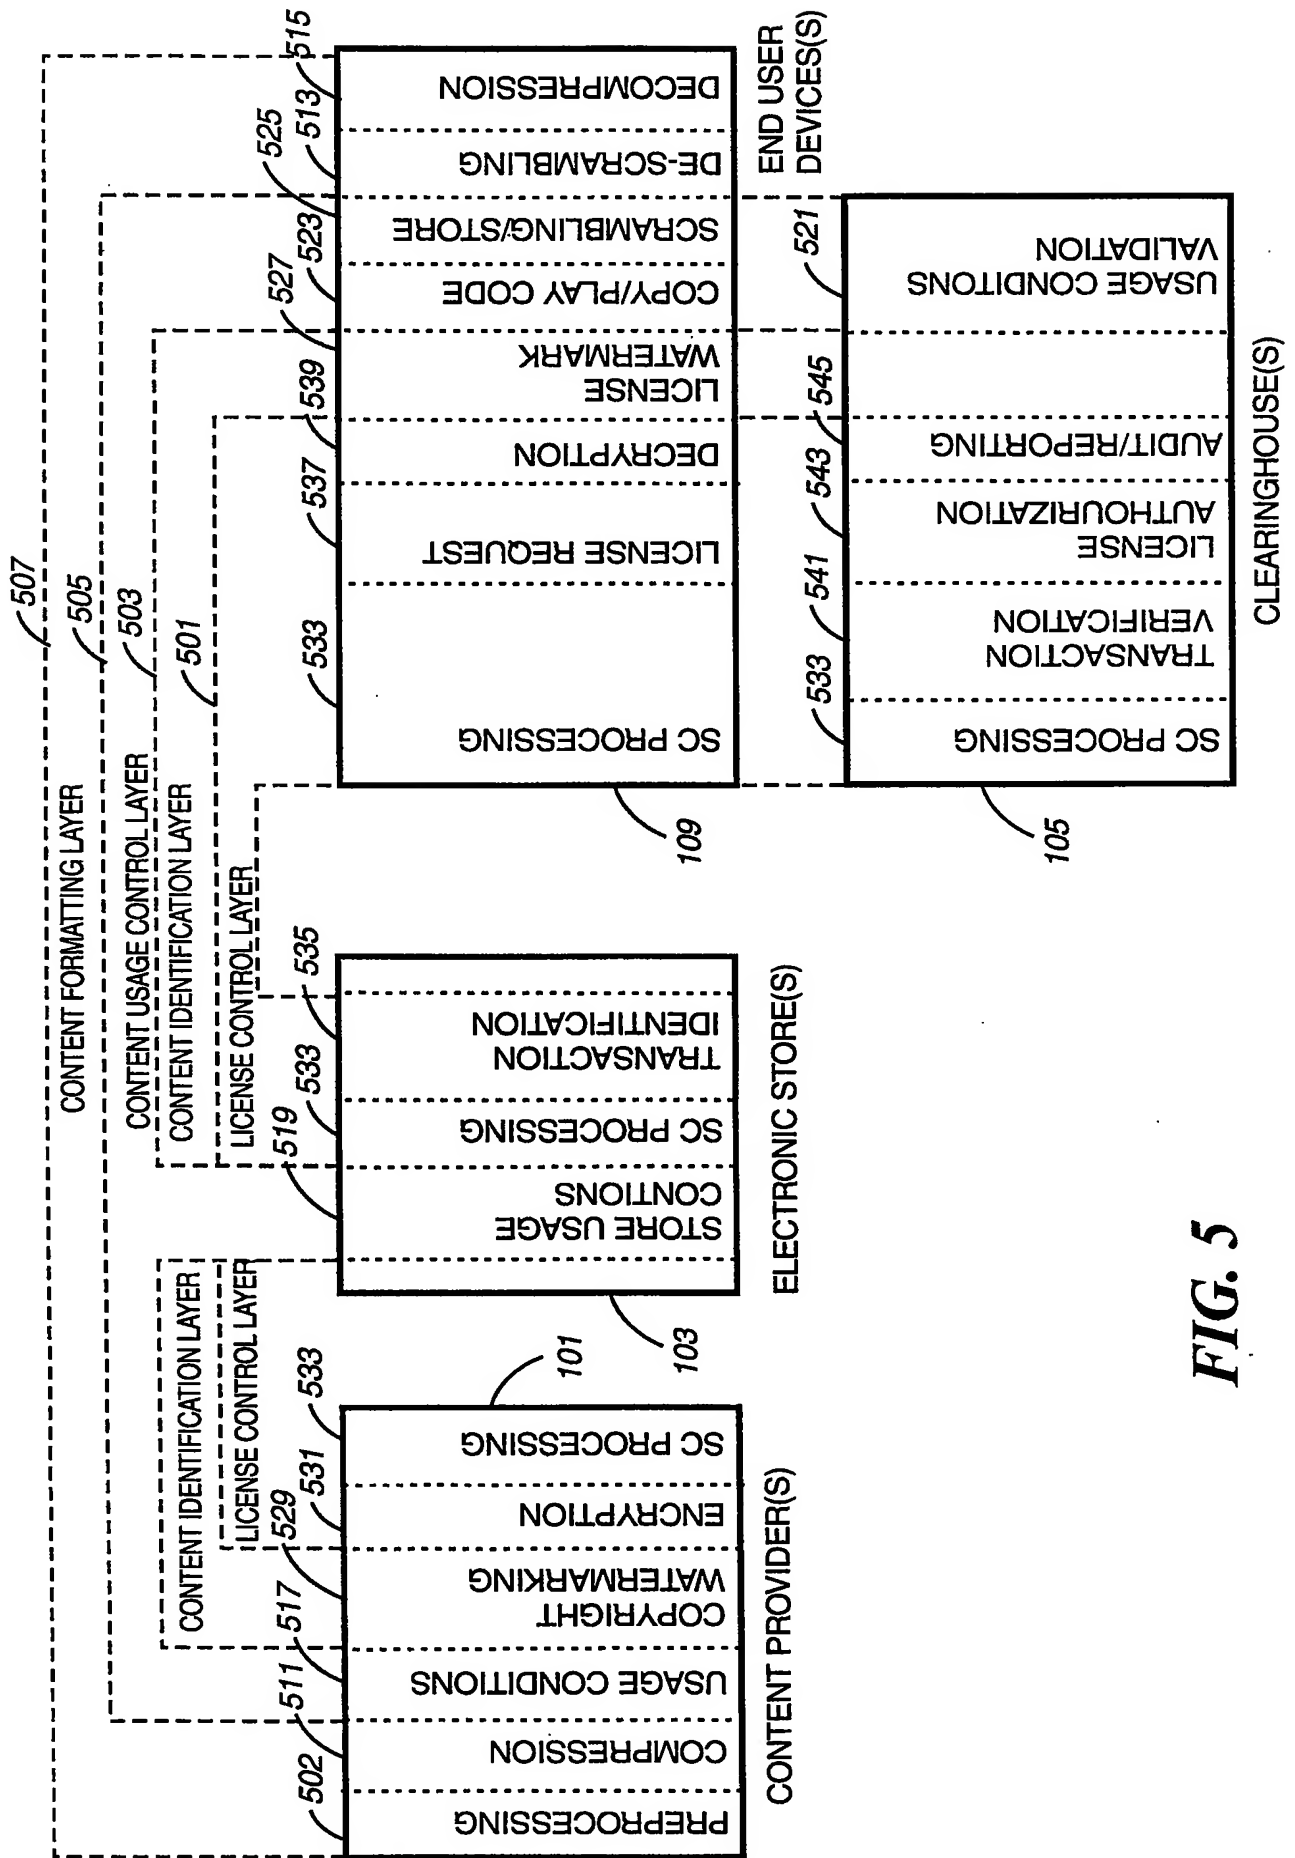 507
CONTENT FORMATTING LAYER
505
CONTENT USAGE CONTROL LAYER
503
CONTENT IDENTIFICATION LAYER
CONTENT IDENTIFICATION LAYER
501
LICENSE CONTROL LAYER
LICENSE CONTROL LAYER
502
511
517
529
531
533
PREPROCESSING
COMPRESSION
USAGE CONDITIONS
COPYRIGHT
WATERMARKING
ENCRYPTION
SC PROCESSING
101
CONTENT PROVIDER(S)
519
533
535
STORE USAGE
CONTIONS
SC PROCESSING
TRANSACTION
IDENTIFICATION
103
ELECTRONIC STORE(S)
533
537
539
527
523
525
513
515
SC PROCESSING
LICENSE REQUEST
DECRYPTION
LICENSE
WATERMARK
COPY/PLAY CODE
SCRAMBLING/STORE
DE-SCRAMBLING
DECOMPRESSION
109
END USER
DEVICES(S)
533
541
543
545
521
SC PROCESSING
TRANSACTION
VERIFICATION
LICENSE
AUTHOURIZATION
AUDIT/REPORTING
USAGE CONDITONS
VALIDATION
105
CLEARINGHOUSE(S)
FIG. 5